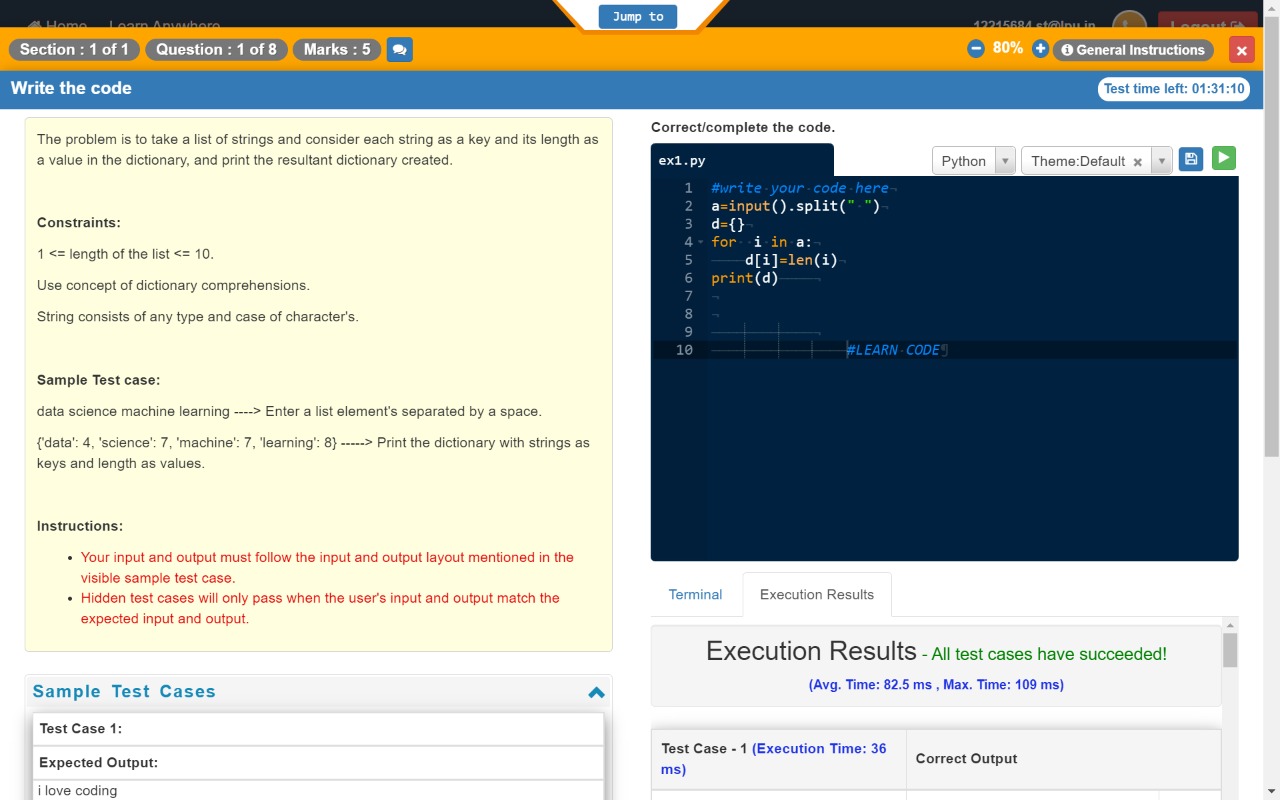 Home Learn Anywhere
Jump to
12215684.st@lpu.in
Logout
Section : 1 of 1
Question : 1 of 8
Marks : 5
80%
General Instructions
Write the code
Test time left: 01:31:10
The problem is to take a list of strings and consider each string as a key and its length as
a value in the dictionary, and print the resultant dictionary created.
Constraints:
1 <= length of the list <= 10.
Use concept of dictionary comprehensions.
String consists of any type and case of character's.
Sample Test case:
data science machine learning ----> Enter a list element's separated by a space.
{'data': 4, 'science': 7, 'machine': 7, 'learning': 8} -----> Print the dictionary with strings as
keys and length as values.
Instructions:
• Your input and output must follow the input and output layout mentioned in the
visible sample test case.
• Hidden test cases will only pass when the user's input and output match the
expected input and output.
Sample Test Cases
Test Case 1:
Expected Output:
i love coding
Correct/complete the code.
ex1.py
Python
Theme:Default
1 #write your code here
2 a=input().split(" ")
3 d={}
4 for i in a:
5 d[i]=len(i)
6 print(d)
7
8
9
10 #LEARN CODE
Terminal
Execution Results
Execution Results - All test cases have succeeded!
(Avg. Time: 82.5 ms , Max. Time: 109 ms)
Test Case - 1 (Execution Time: 36
ms)
Correct Output